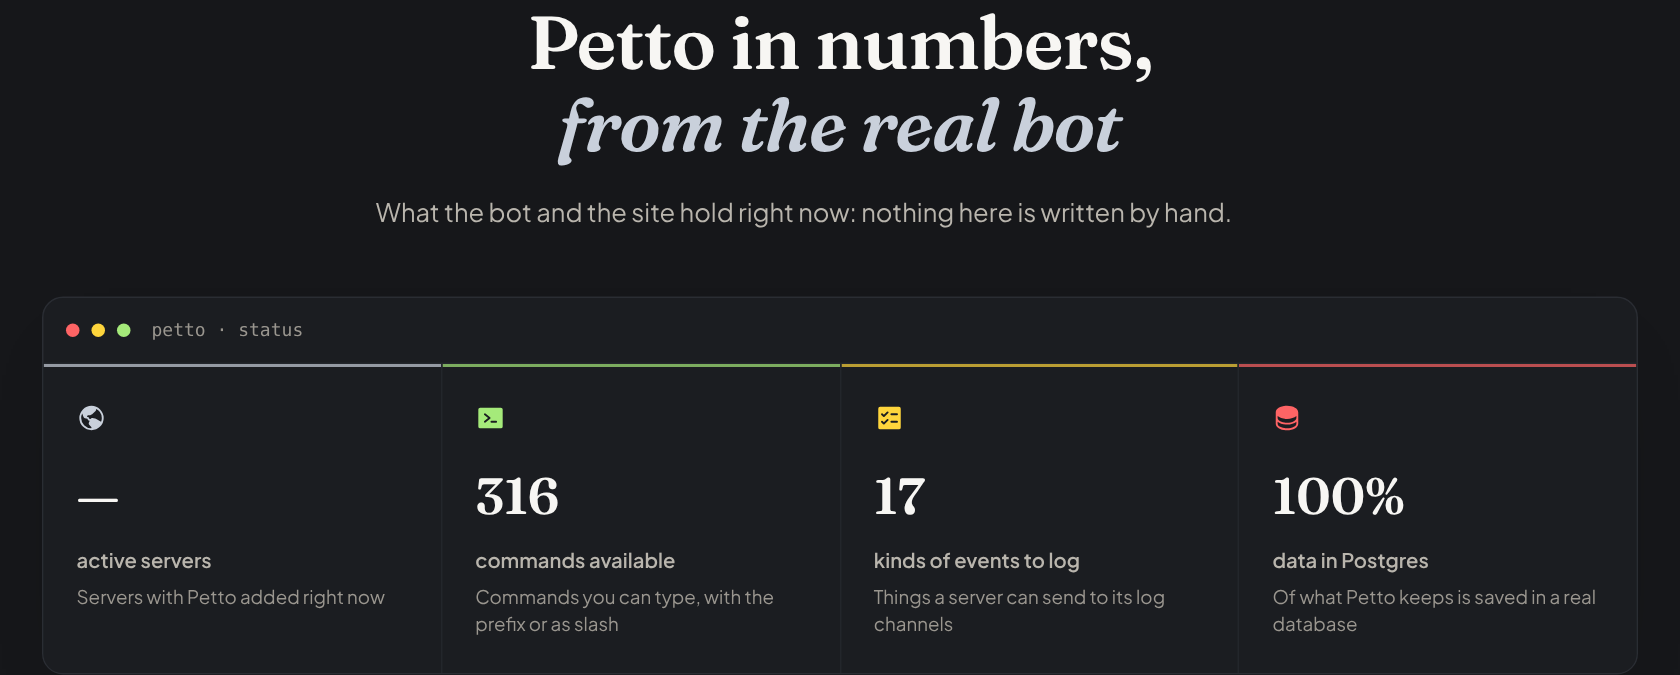 Petto in numbers,
from the real bot
What the bot and the site hold right now: nothing here is written by hand.
petto · status
—
316
17
100%
active servers
commands available
kinds of events to log
data in Postgres
Servers with Petto added right now
Commands you can type, with the
prefix or as slash
Things a server can send to its log
channels
Of what Petto keeps is saved in a real
database